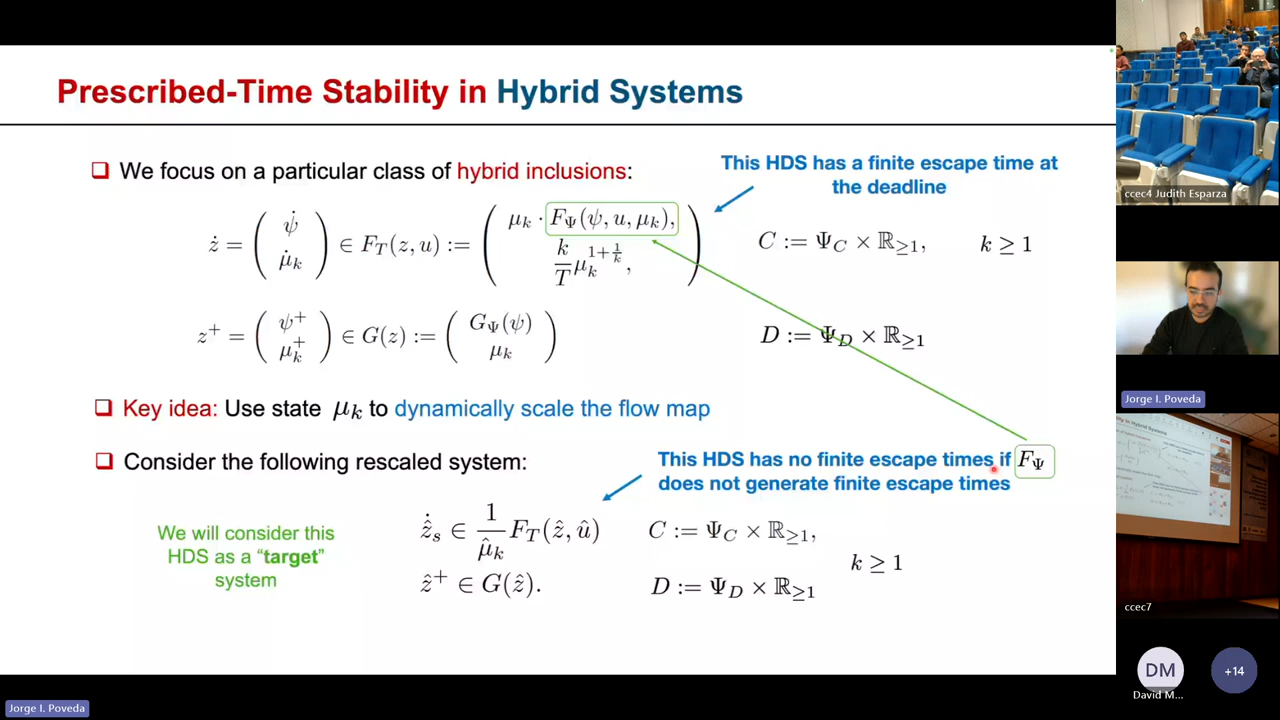 Prescribed-Time Stability in Hybrid Systems
❑ We focus on a particular class of hybrid inclusions:
This HDS has a finite escape time at
the deadline
ż = ( ψ̇ μ̇_k ) ∈ F_T(z, u) := ( μ_k · F_Ψ(ψ, u, μ_k), k/T μ_k^{1+1/k}, )
C := Ψ_C × ℝ_{≥1}, k ≥ 1
z⁺ = ( ψ⁺ μ_k⁺ ) ∈ G(z) := ( G_Ψ(ψ) μ_k )
D := Ψ_D × ℝ_{≥1}
❑ Key idea: Use state μ_k to dynamically scale the flow map
❑ Consider the following rescaled system:
This HDS has no finite escape times if F_Ψ
does not generate finite escape times
We will consider this
HDS as a “target”
system
ẑ̇_s ∈ 1/μ̂_k F_T(ẑ, û) C := Ψ_C × ℝ_{≥1},
k ≥ 1
ẑ⁺ ∈ G(ẑ). D := Ψ_D × ℝ_{≥1}
Jorge I. Poveda
ccec4 Judith Esparza
Jorge I. Poveda
ccec7
DM
David M...
+14